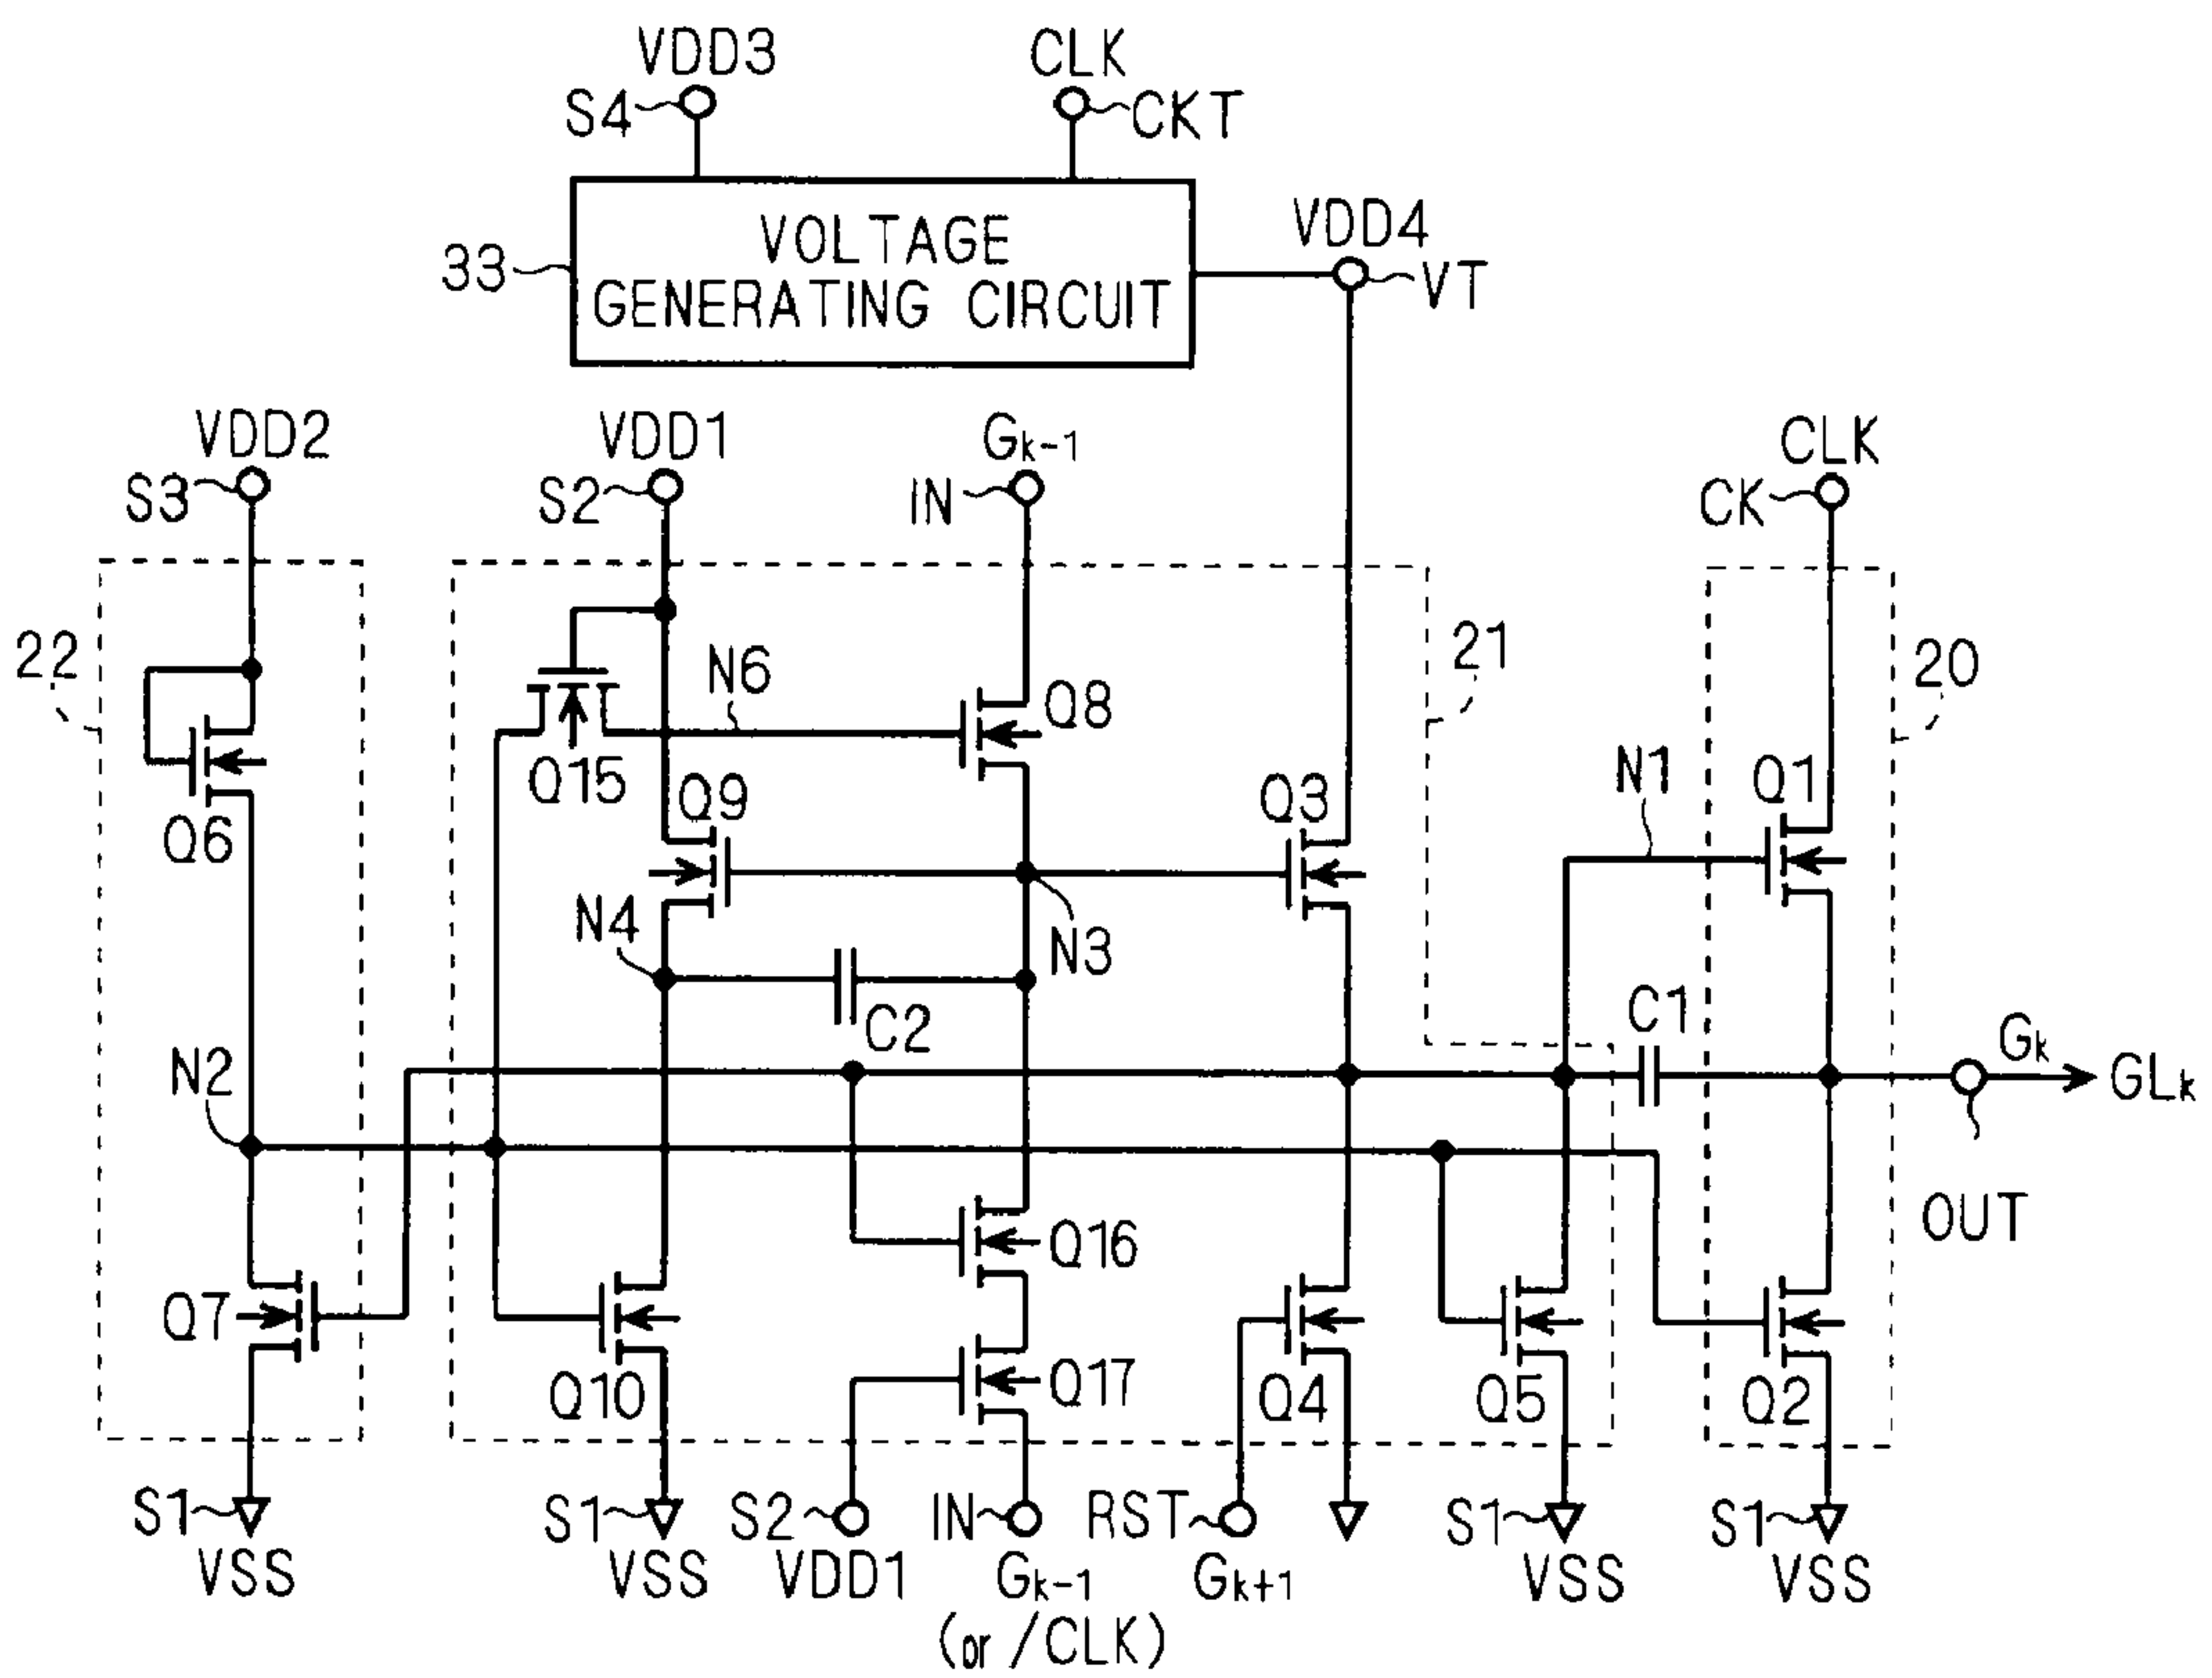 VDD3 CLK
S4 CKT
VOLTAGE
GENERATING CIRCUIT
33
VDD4
VT
VDD2 VDD1 Gk-1 CLK
S3 S2 IN CK
22 21 20
N6 Q8
Q15 Q9 Q3 N1 Q1
Q6
N4 N3
C2 C1
N2 Gk GLk
Q16 OUT
Q7 Q10 Q17 Q4 Q5 Q2
S1 S1 S2 IN RST S1 S1
VSS VSS VDD1 Gk-1 Gk+1 VSS VSS
(or /CLK)